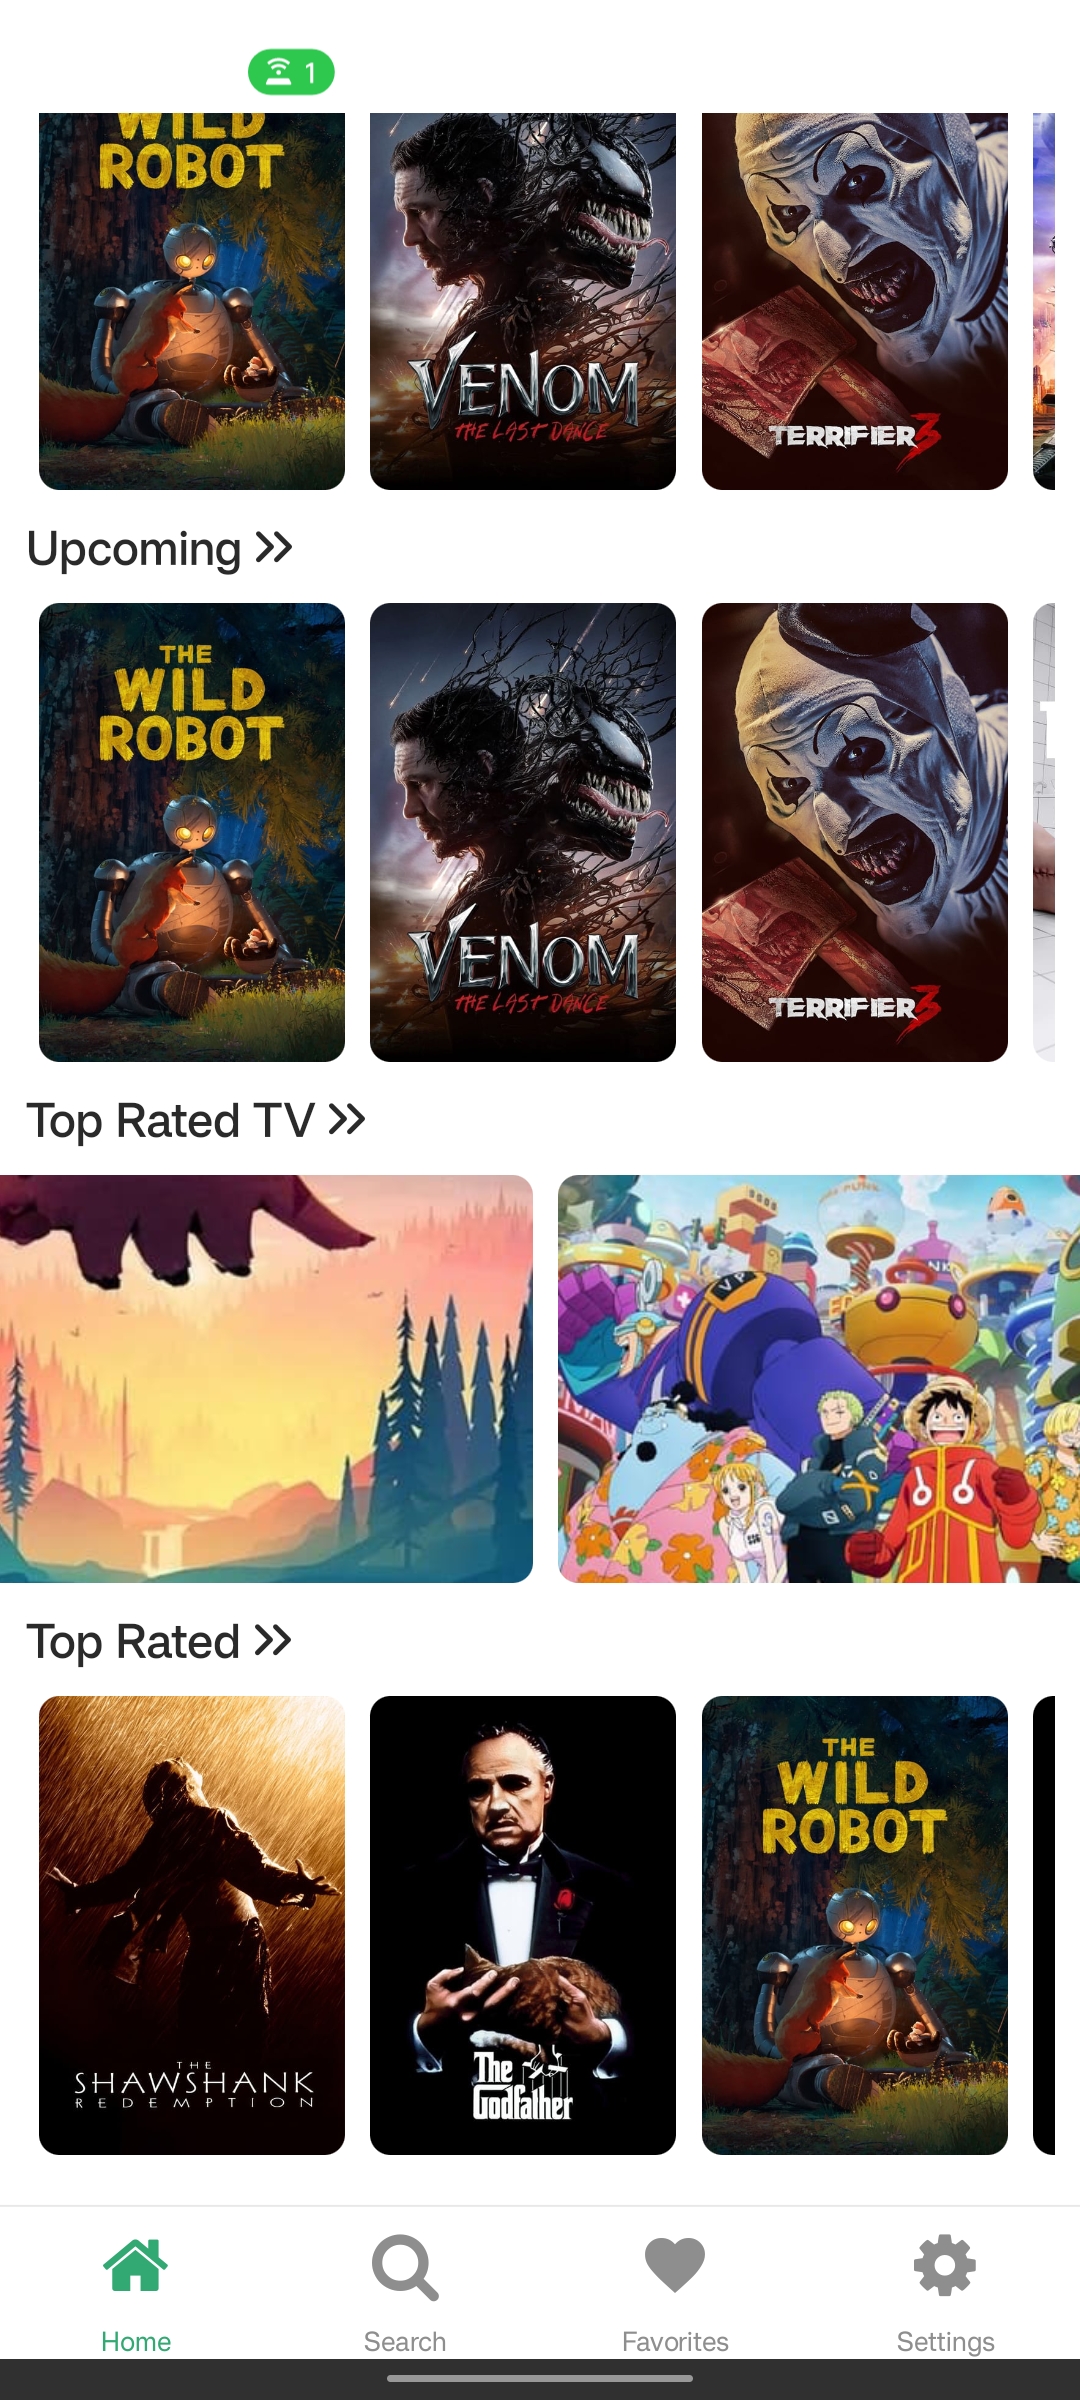 1
WILD
ROBOT
VENOM
THE LAST DANCE
TERRIFIER 3
Upcoming
THE
WILD
ROBOT
VENOM
THE LAST DANCE
TERRIFIER 3
Top Rated TV
VP
Top Rated
THE
SHAWSHANK
REDEMPTION
The
Godfather
THE
WILD
ROBOT
Home
Search
Favorites
Settings